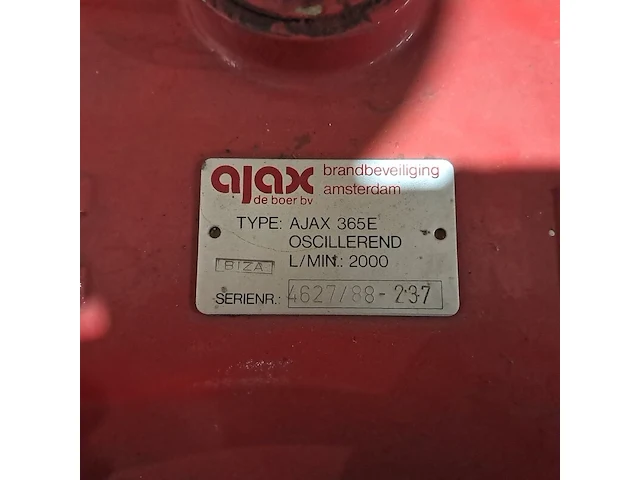 ajax brandbeveiliging
de boer bv amsterdam
TYPE: AJAX 365E
OSCILLEREND
BIZA L/MIN.: 2000
SERIENR.: 4627/88-237